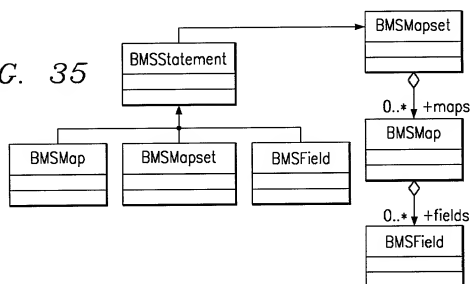 G. 35
BMSStatement
BMSMapset
0..* +maps
BMSMap
BMSMap
BMSMapset
BMSField
0..* +fields
BMSField